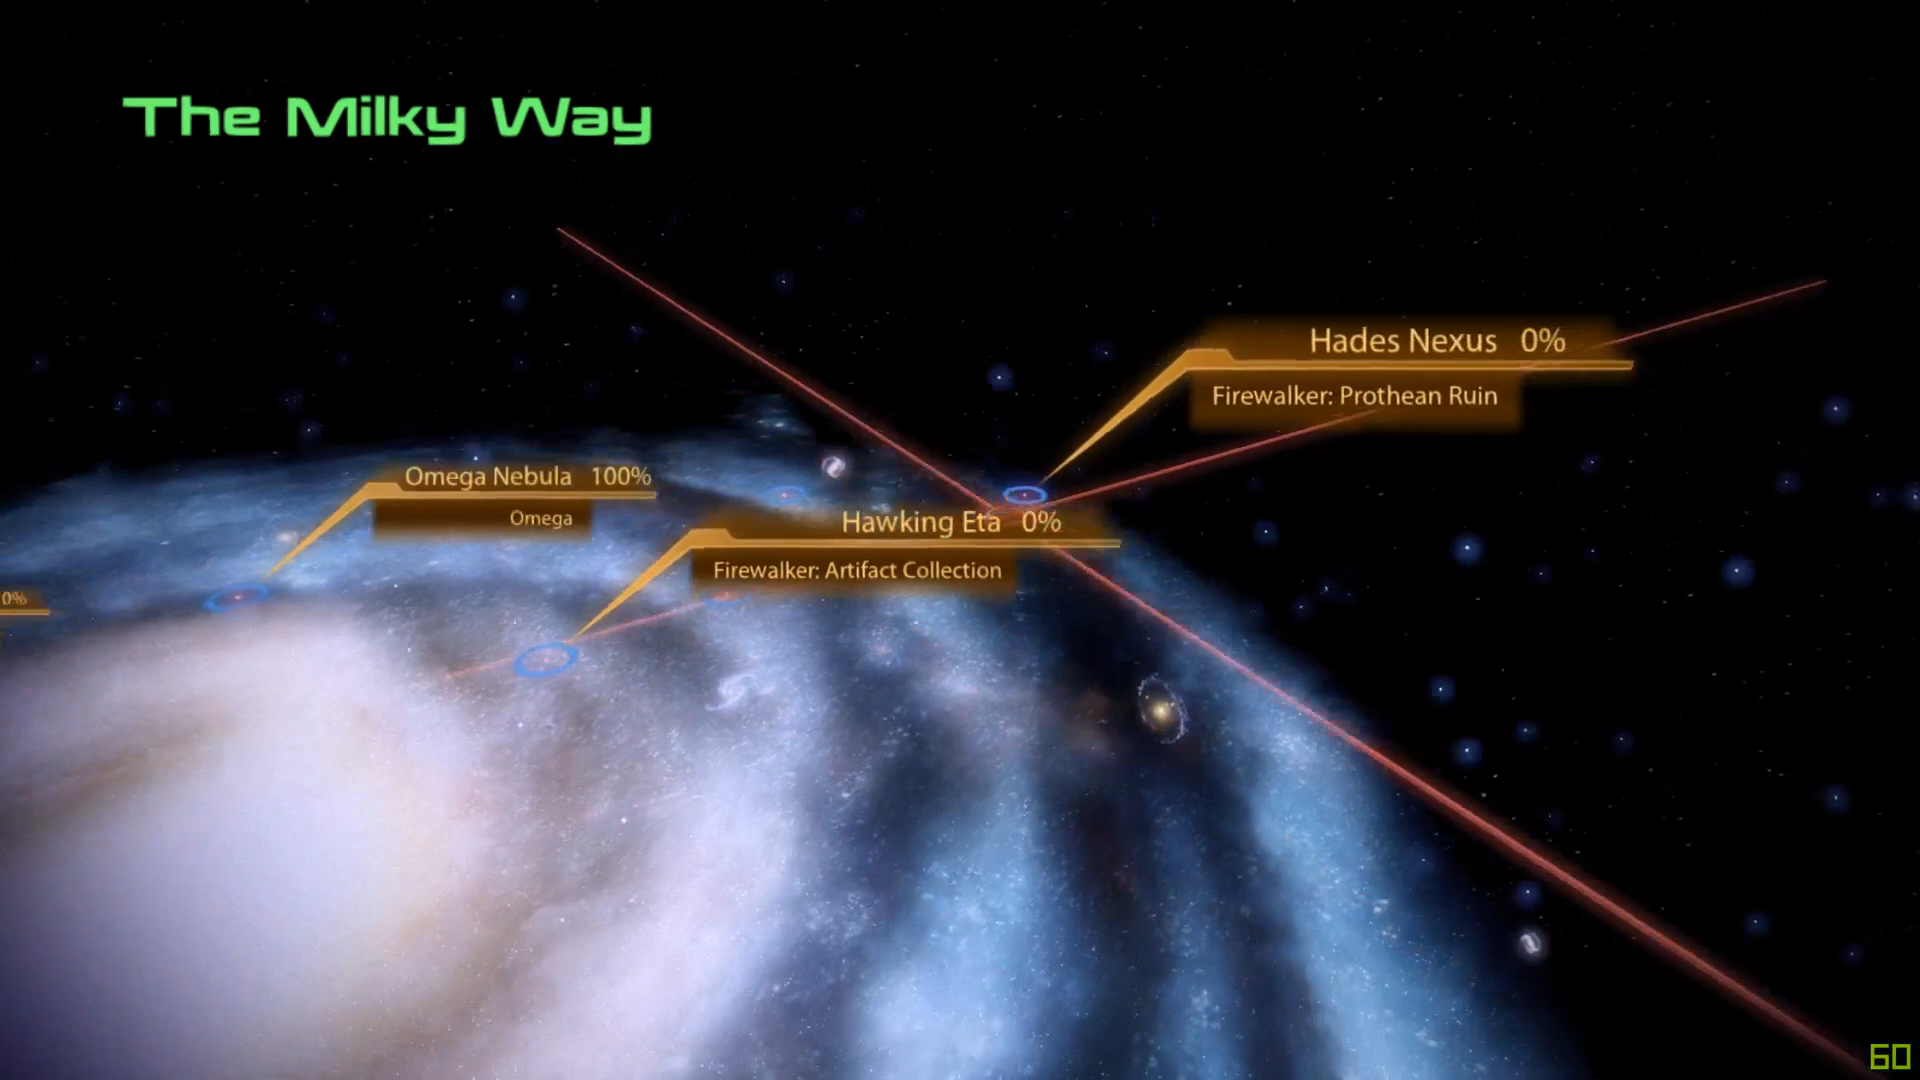 The Milky Way
Hades Nexus 0%
Firewalker: Prothean Ruin
Omega Nebula 100%
Omega
Hawking Eta 0%
Firewalker: Artifact Collection
0%
60